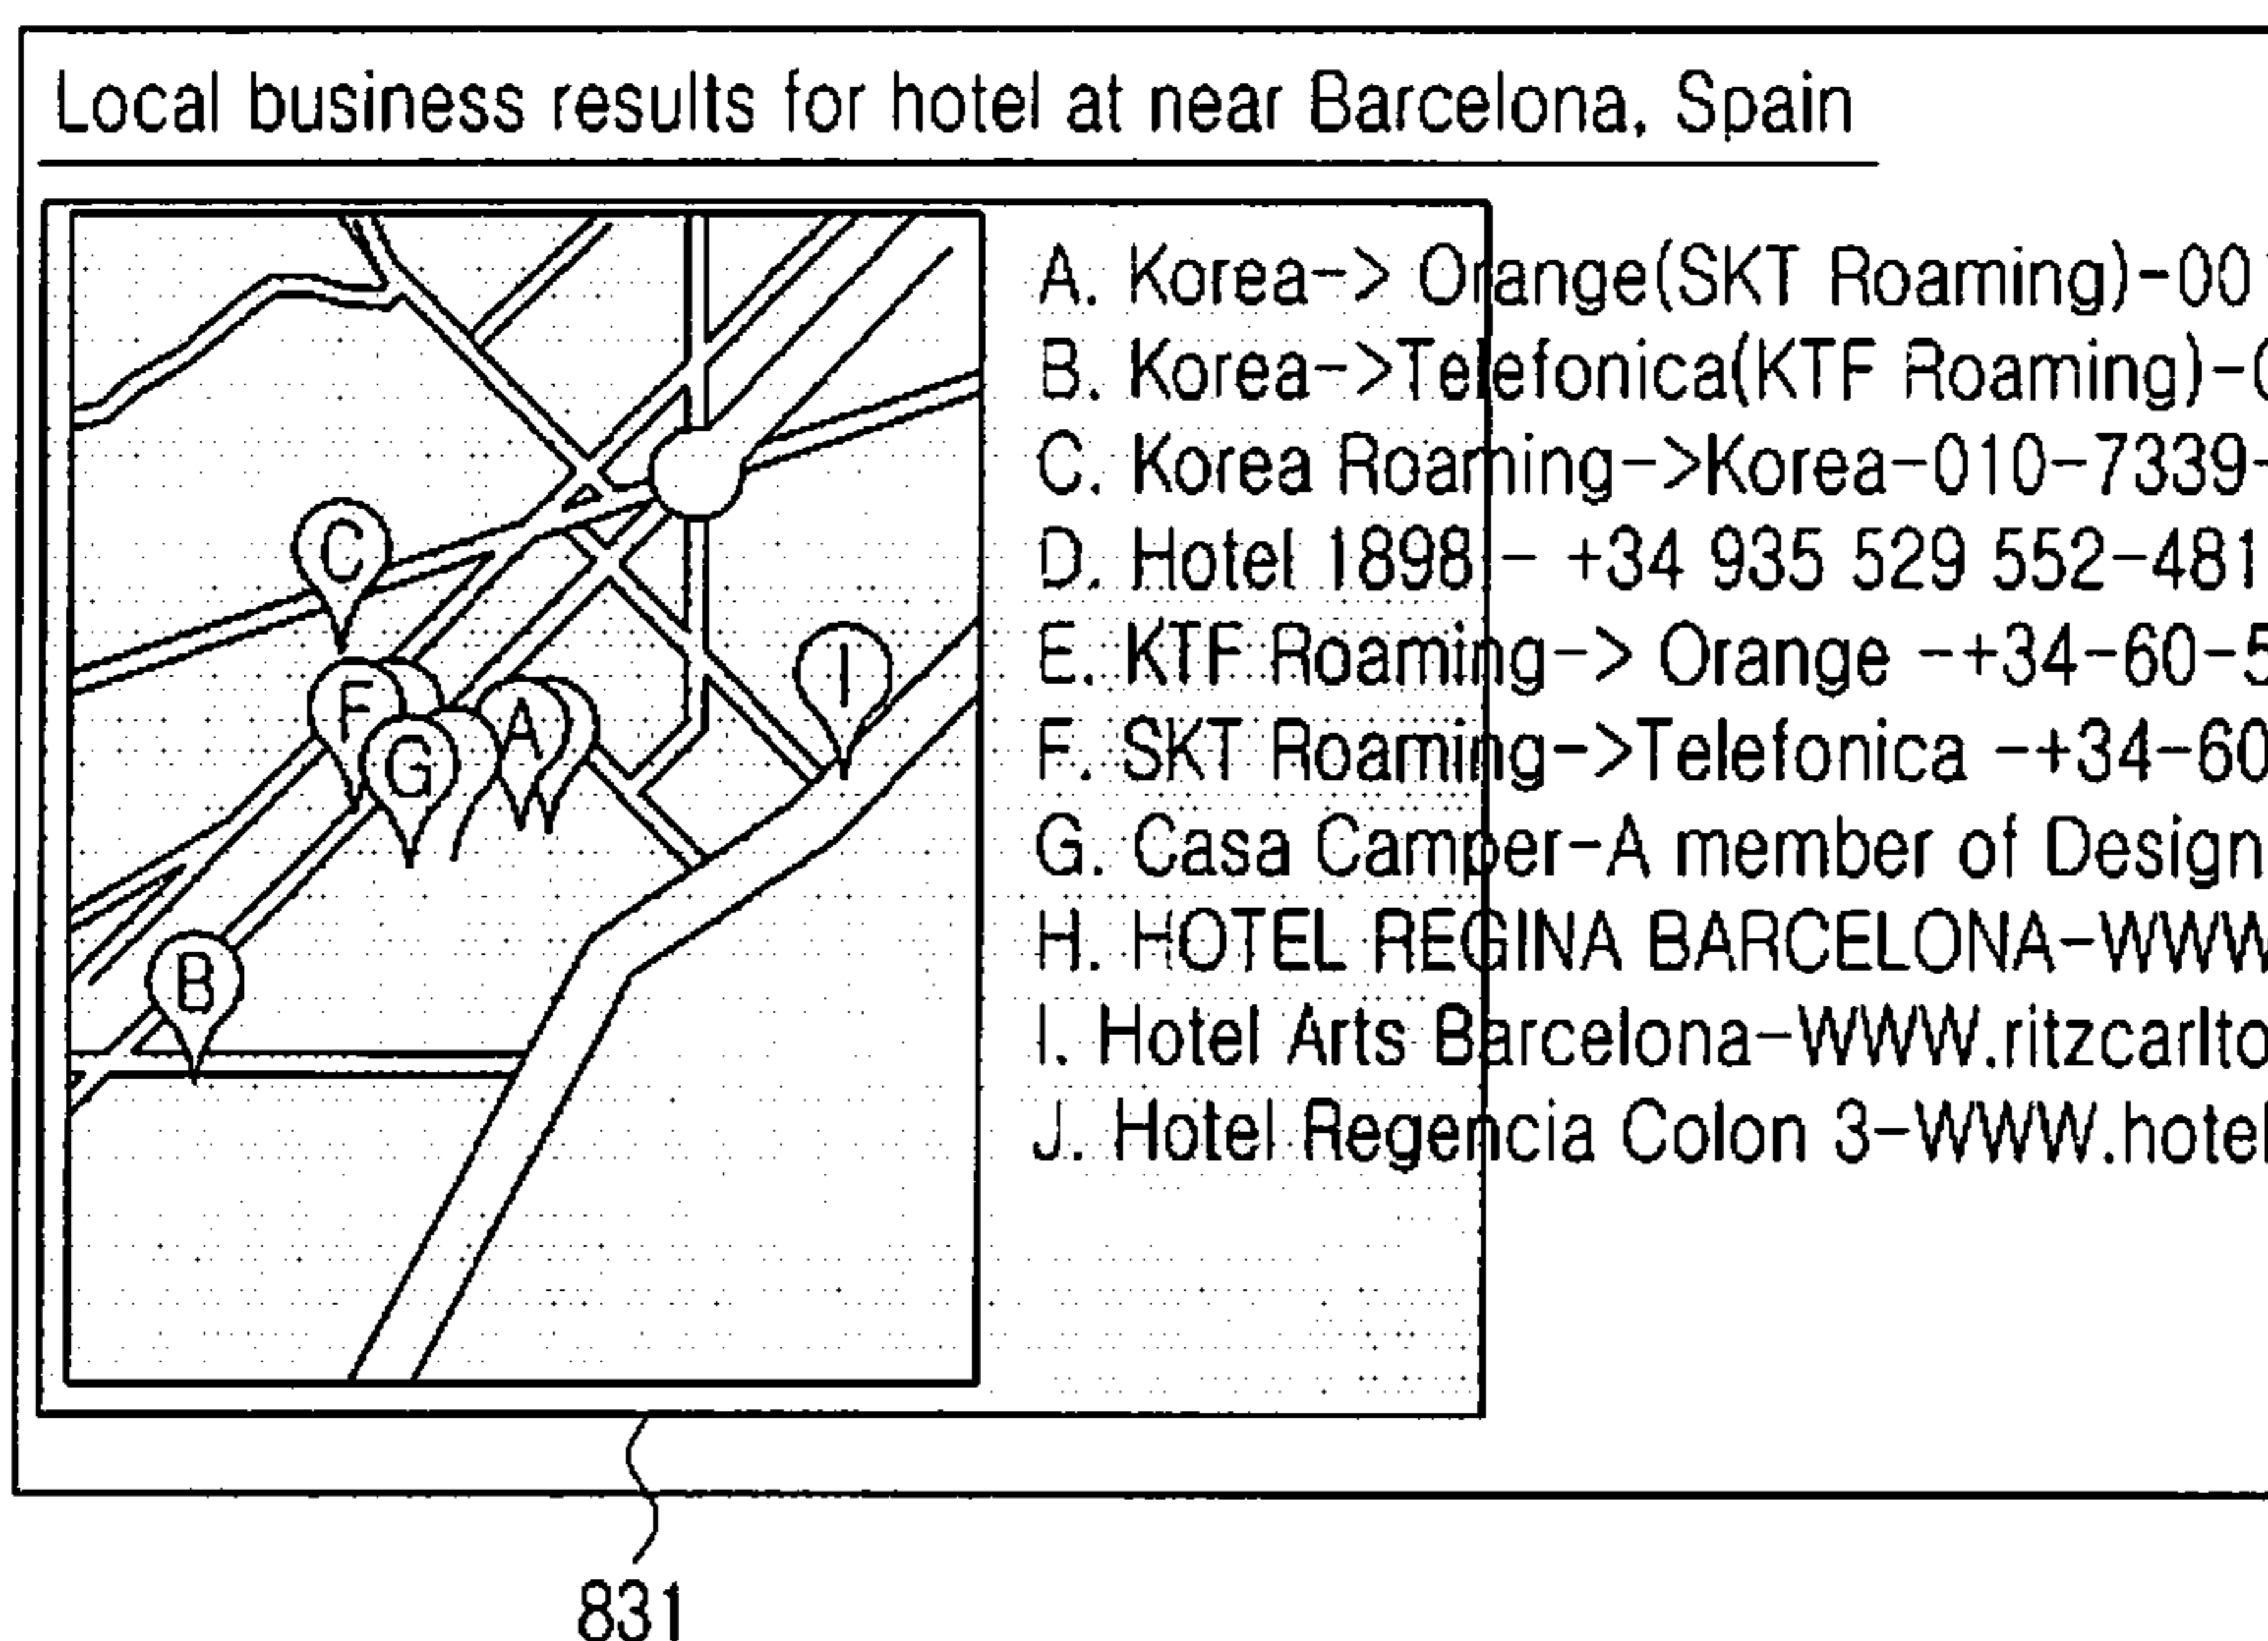 Local business results for hotel at near Barcelona, Spain
A. Korea-> Orange(SKT Roaming)-001
B. Korea->Telefonica(KTF Roaming)-
C. Korea Roaming->Korea-010-7339-
D. Hotel 1898 - +34 935 529 552-481
E. KTF Roaming-> Orange -+34-60-5
F. SKT Roaming->Telefonica -+34-60
G. Casa Camper-A member of Design
H. HOTEL REGINA BARCELONA-WWW
I. Hotel Arts Barcelona-WWW.ritzcarlto
J. Hotel Regencia Colon 3-WWW.hotel
C
I
F
A
G
B
831